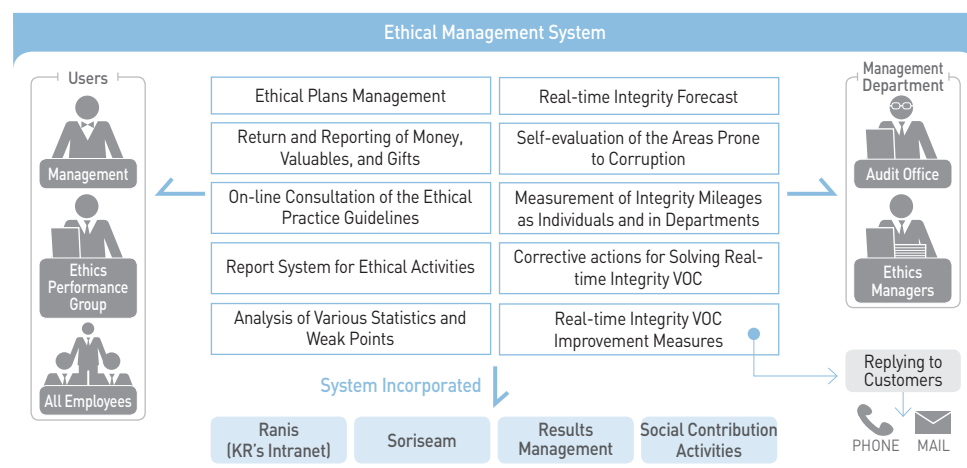 Ethical Management System
Users
Management
Ethics
Performance
Group
All Employees
Ethical Plans Management
Return and Reporting of Money,
Valuables, and Gifts
On-line Consultation of the Ethical
Practice Guidelines
Report System for Ethical Activities
Analysis of Various Statistics and
Weak Points
Real-time Integrity Forecast
Self-evaluation of the Areas Prone
to Corruption
Measurement of Integrity Mileages
as Individuals and in Departments
Corrective actions for Solving Real-
time Integrity VOC
Real-time Integrity VOC
Improvement Measures
Management
Department
Audit Office
Ethics
Managers
Replying to
Customers
PHONE
MAIL
System Incorporated
Ranis
(KR's Intranet)
Soriseam
Results
Management
Social Contribution
Activities